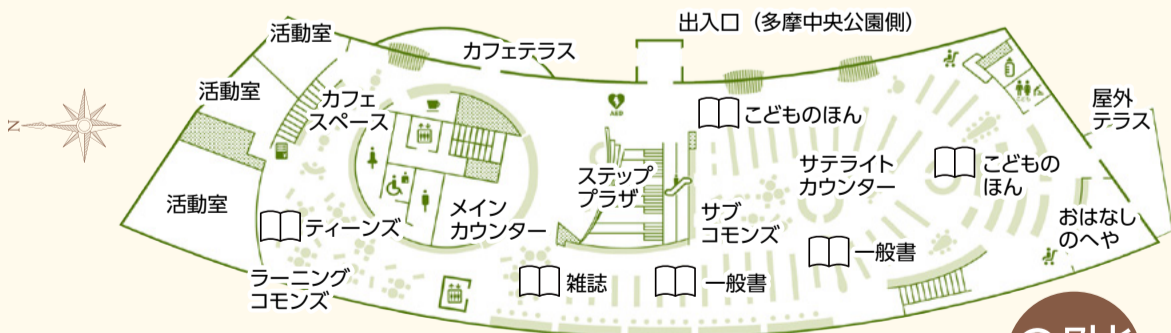 出入口（多摩中央公園側）
活動室
カフェテラス
活動室
カフェ
スペース
AED
こどものほん
屋外
テラス
ステップ
プラザ
サテライト
カウンター
こどもの
ほん
活動室
ティーンズ
メイン
カウンター
サブ
コモンズ
おはなし
のへや
一般書
ラーニング
コモンズ
雑誌
一般書
N